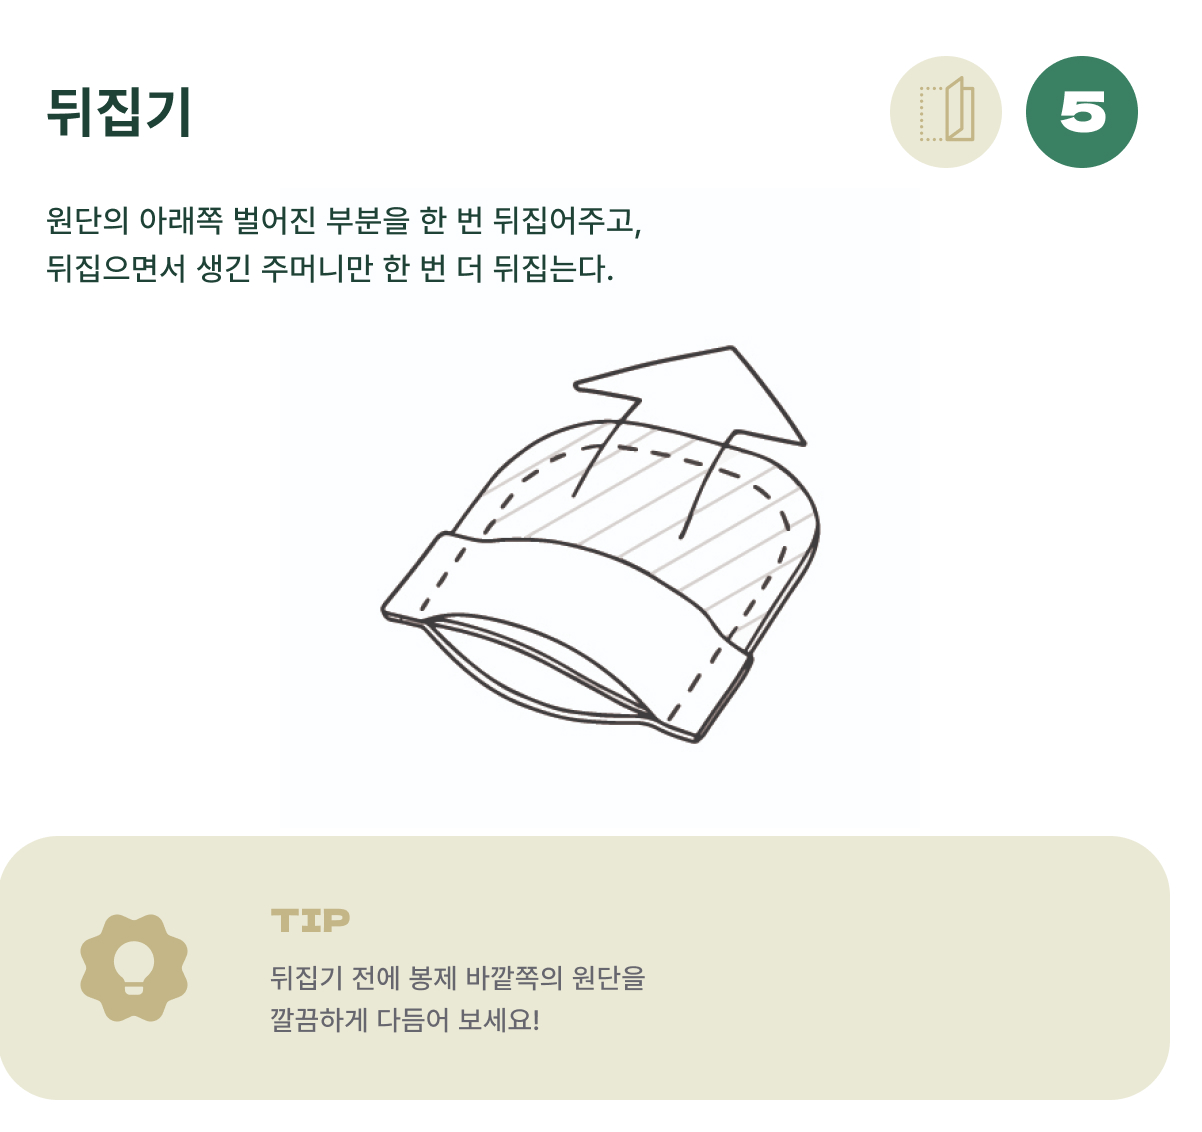 뒤집기
5
원단의 아래쪽 벌어진 부분을 한 번 뒤집어주고,
뒤집으면서 생긴 주머니만 한 번 더 뒤집는다.
TIP
뒤집기 전에 봉제 바깥쪽의 원단을
깔끔하게 다듬어 보세요!